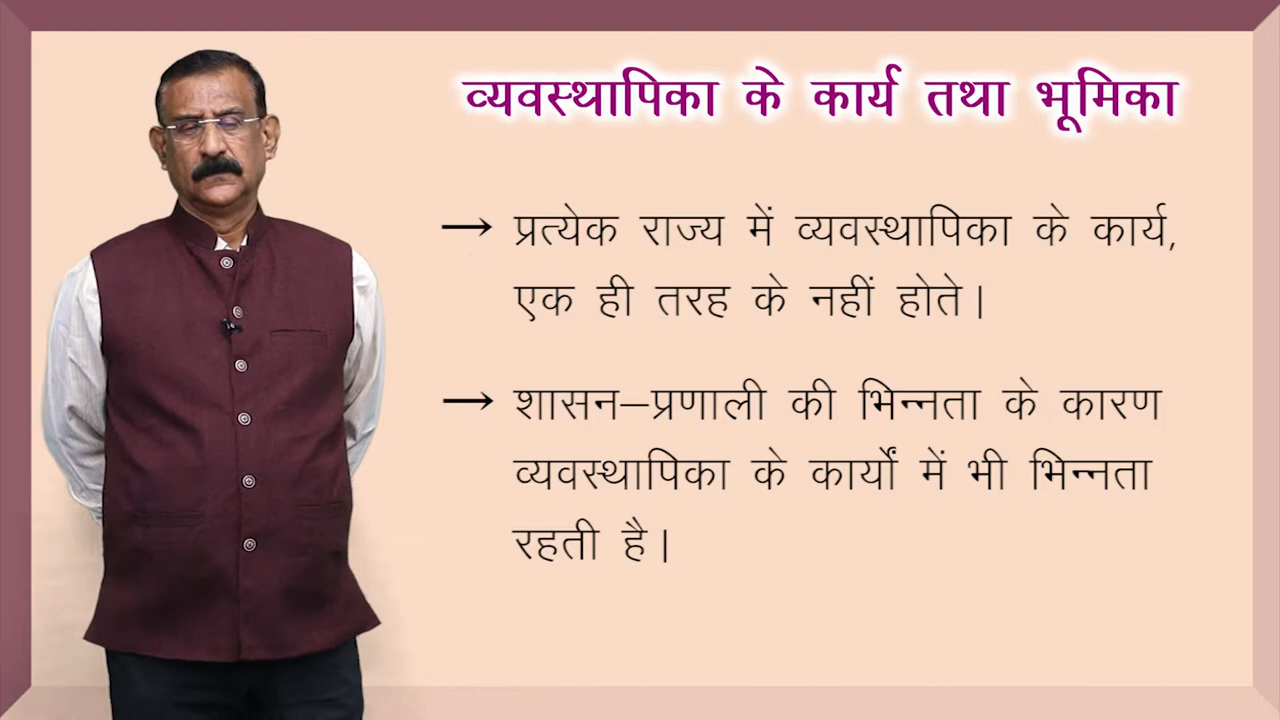 व्यवस्थापिका के कार्य तथा भूमिका
→ प्रत्येक राज्य में व्यवस्थापिका के कार्य,
एक ही तरह के नहीं होते।
→ शासन–प्रणाली की भिन्नता के कारण
व्यवस्थापिका के कार्यों में भी भिन्नता
रहती है।